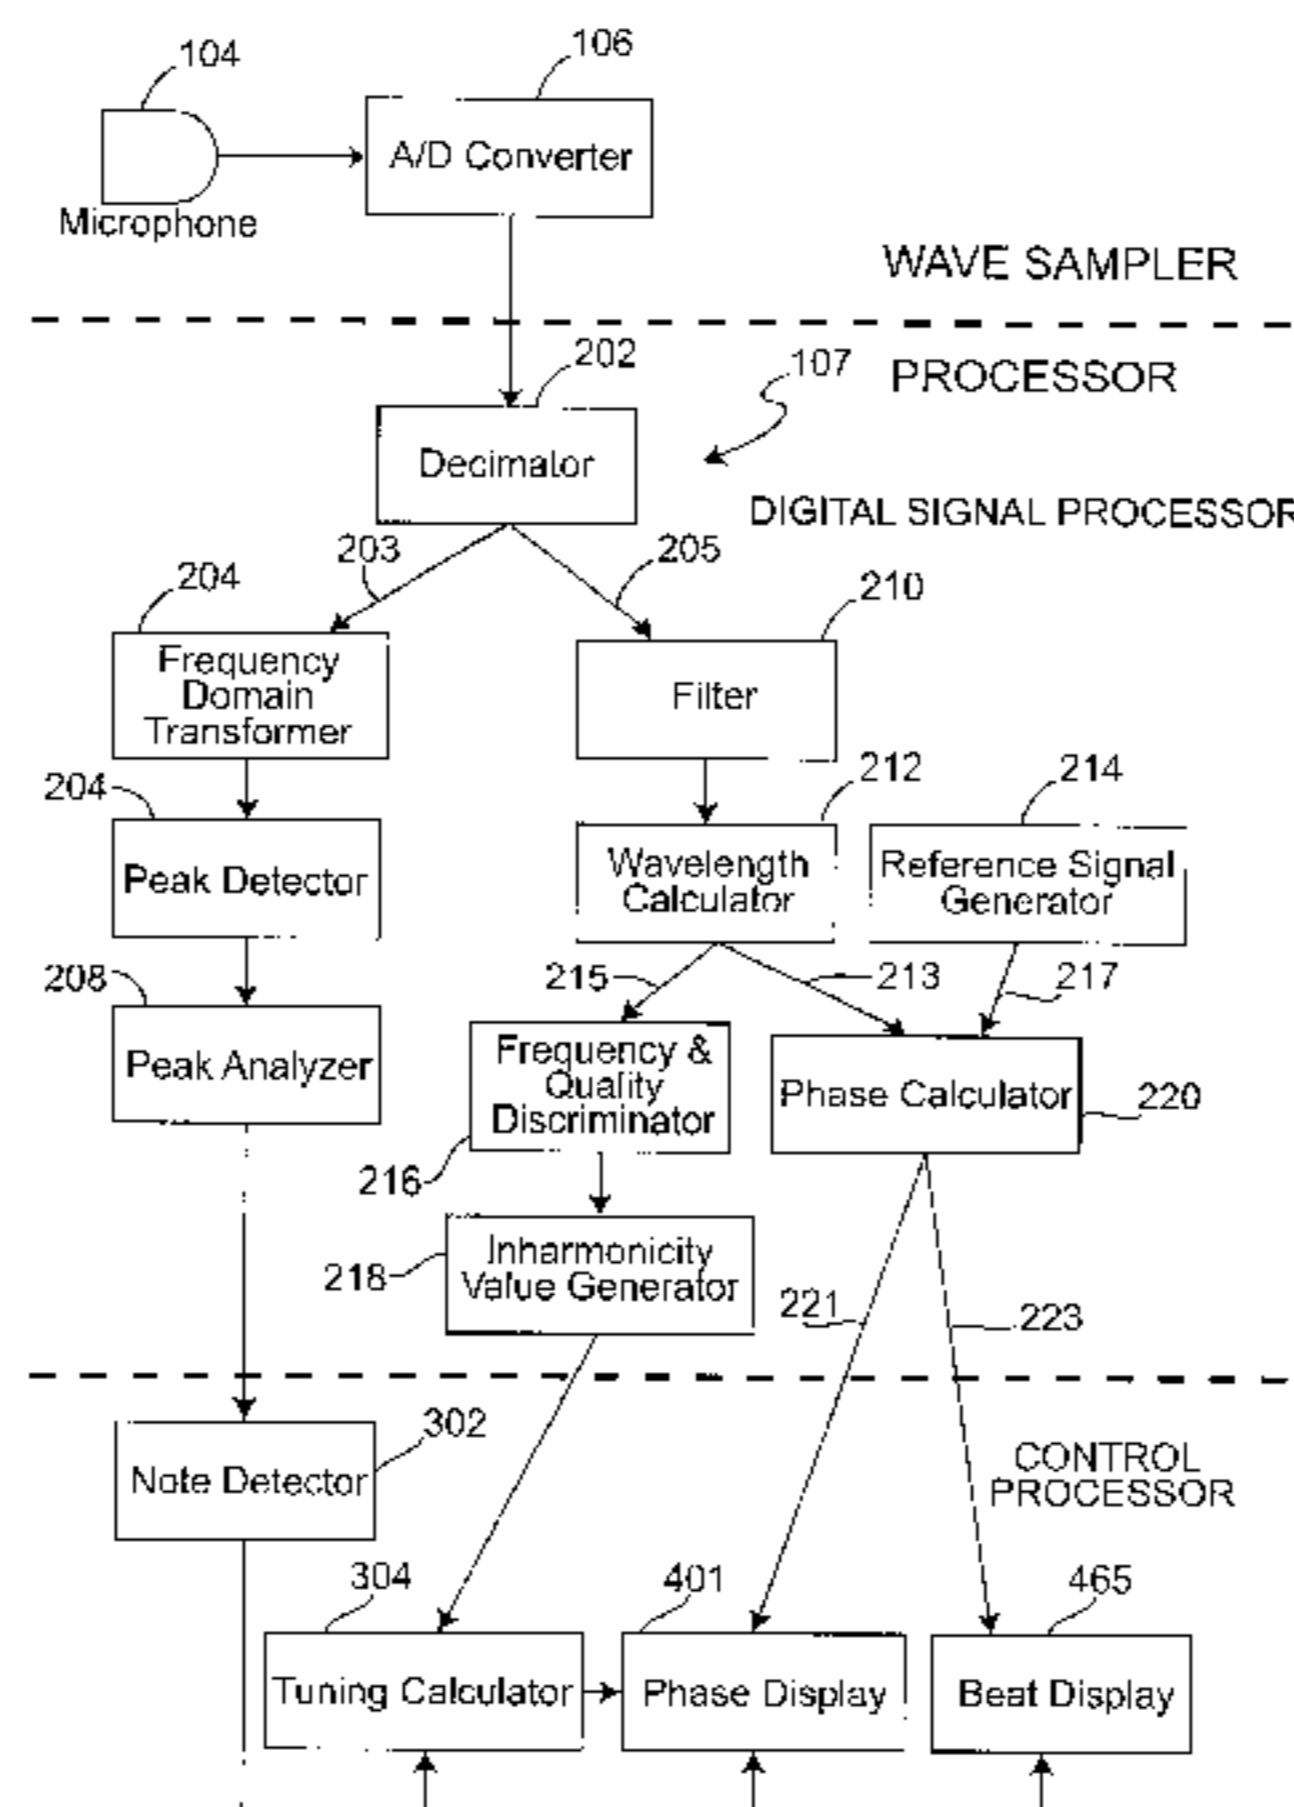 104
106
A/D Converter
Microphone
WAVE SAMPLER
202
107
PROCESSOR
Decimator
DIGITAL SIGNAL PROCESSOR
203
205
204
210
Frequency
Domain
Transformer
Filter
204
212
214
Peak Detector
Wavelength
Calculator
Reference Signal
Generator
208
215
213
217
Peak Analyzer
Frequency &
Quality
Discriminator
Phase Calculator
220
216
218
Inharmonicity
Value Generator
221
223
302
Note Detector
CONTROL
PROCESSOR
304
401
465
Tuning Calculator
Phase Display
Beat Display